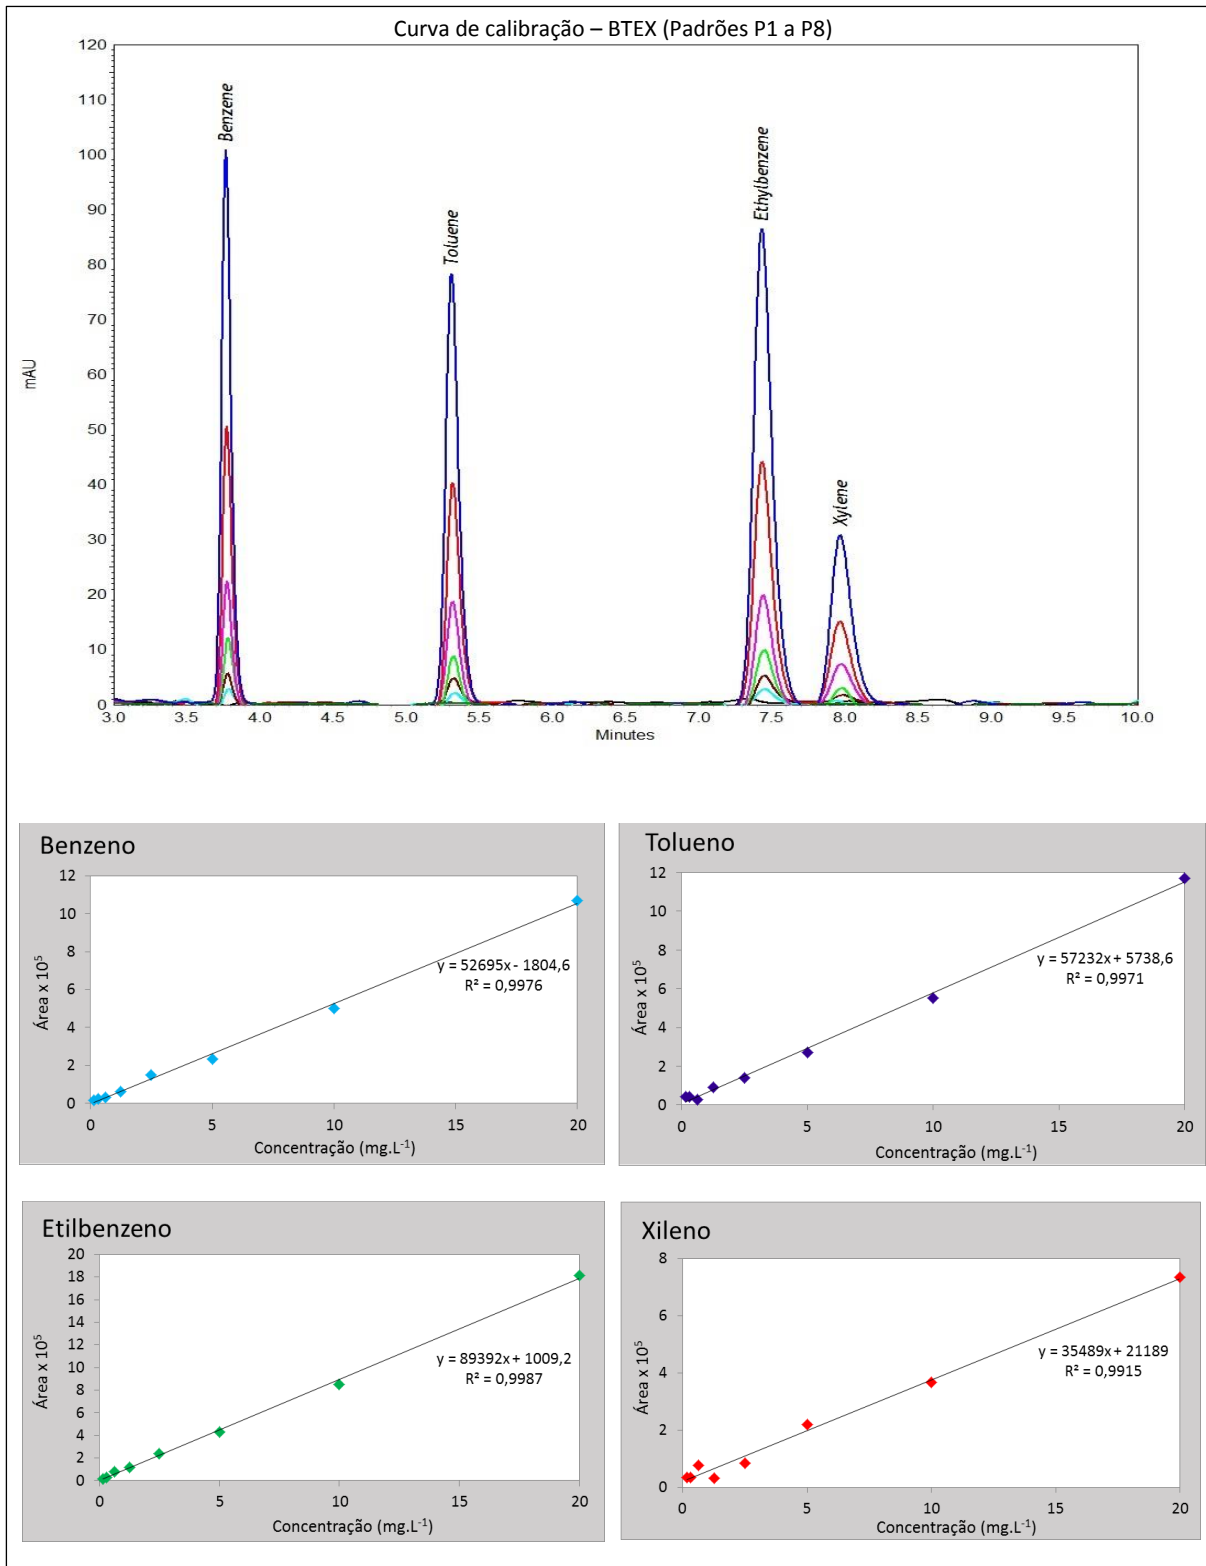 Curva de calibração – BTEX (Padrões P1 a P8)
120
110
100
90
80
70
60
50
40
30
20
10
0
mAU
Benzene
Toluene
Ethylbenzene
Xylene
3.0 3.5 4.0 4.5 5.0 5.5 6.0 6.5 7.0 7.5 8.0 8.5 9.0 9.5 10.0
Minutes
Benzeno
12
10
8
6
4
2
0
Área x 10⁵
y = 52695x - 1804,6
R² = 0,9976
0 5 10 15 20
Concentração (mg.L⁻¹)
Tolueno
12
10
8
6
4
2
0
Área x 10⁵
y = 57232x + 5738,6
R² = 0,9971
0 5 10 15 20
Concentração (mg.L⁻¹)
Etilbenzeno
20
18
16
14
12
10
8
6
4
2
0
Área x 10⁵
y = 89392x + 1009,2
R² = 0,9987
0 5 10 15 20
Concentração (mg.L⁻¹)
Xileno
8
6
4
2
0
Área x 10⁵
y = 35489x + 21189
R² = 0,9915
0 5 10 15 20
Concentração (mg.L⁻¹)